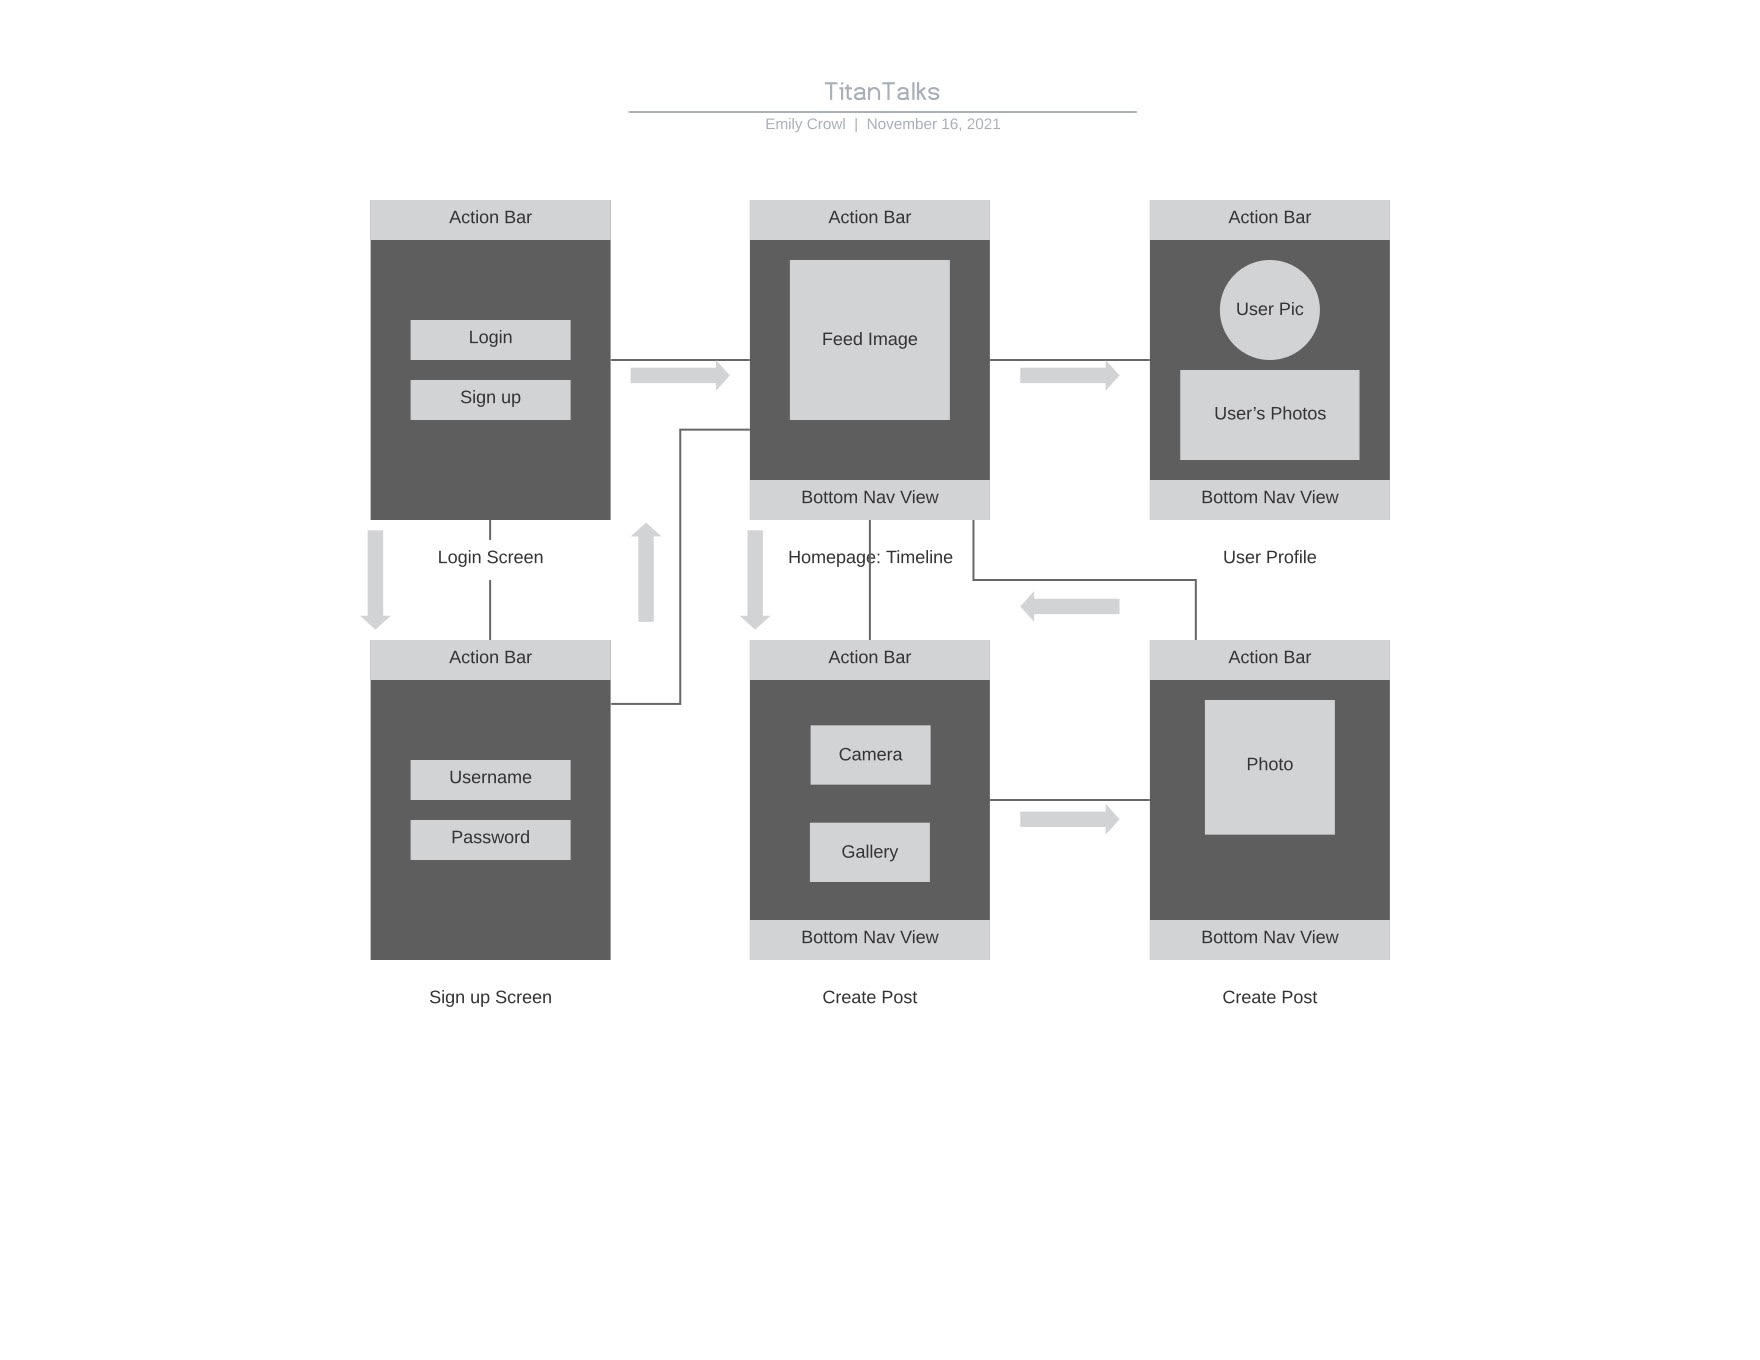 TitanTalks
Emily Crowl | November 16, 2021
Action Bar
Login
Sign up
Login Screen
Action Bar
Feed Image
Bottom Nav View
Homepage: Timeline
Action Bar
User Pic
User’s Photos
Bottom Nav View
User Profile
Action Bar
Username
Password
Sign up Screen
Action Bar
Camera
Gallery
Bottom Nav View
Create Post
Action Bar
Photo
Bottom Nav View
Create Post